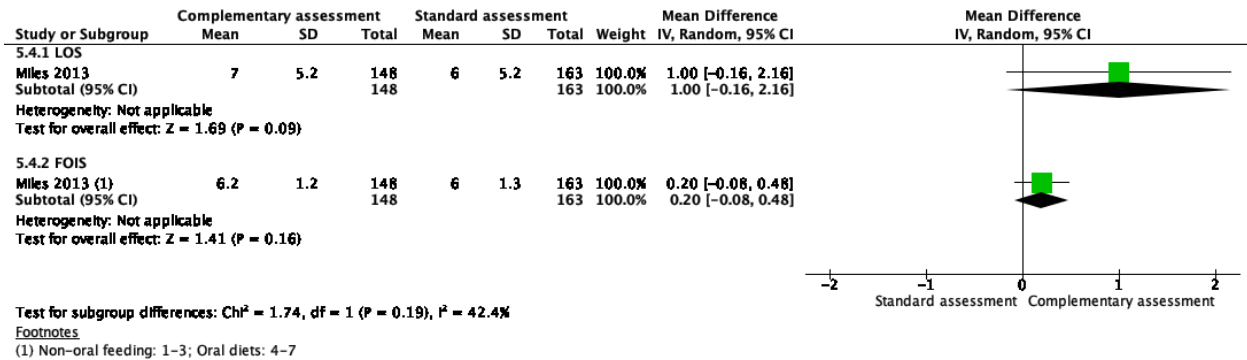 Complementary assessment Standard assessment Mean Difference Mean Difference
Study or Subgroup Mean SD Total Mean SD Total Weight IV, Random, 95% CI IV, Random, 95% CI
5.4.1 LOS
Miles 2013 7 5.2 148 6 5.2 163 100.0% 1.00 [-0.16, 2.16]
Subtotal (95% CI) 148 163 100.0% 1.00 [-0.16, 2.16]
Heterogeneity: Not applicable
Test for overall effect: Z = 1.69 (P = 0.09)
5.4.2 FOIS
Miles 2013 (1) 6.2 1.2 148 6 1.3 163 100.0% 0.20 [-0.08, 0.48]
Subtotal (95% CI) 148 163 100.0% 0.20 [-0.08, 0.48]
Heterogeneity: Not applicable
Test for overall effect: Z = 1.41 (P = 0.16)
-2 -1 0 1 2
Standard assessment Complementary assessment
Test for subgroup differences: Chi² = 1.74, df = 1 (P = 0.19), I² = 42.4%
Footnotes
(1) Non-oral feeding: 1-3; Oral diets: 4-7